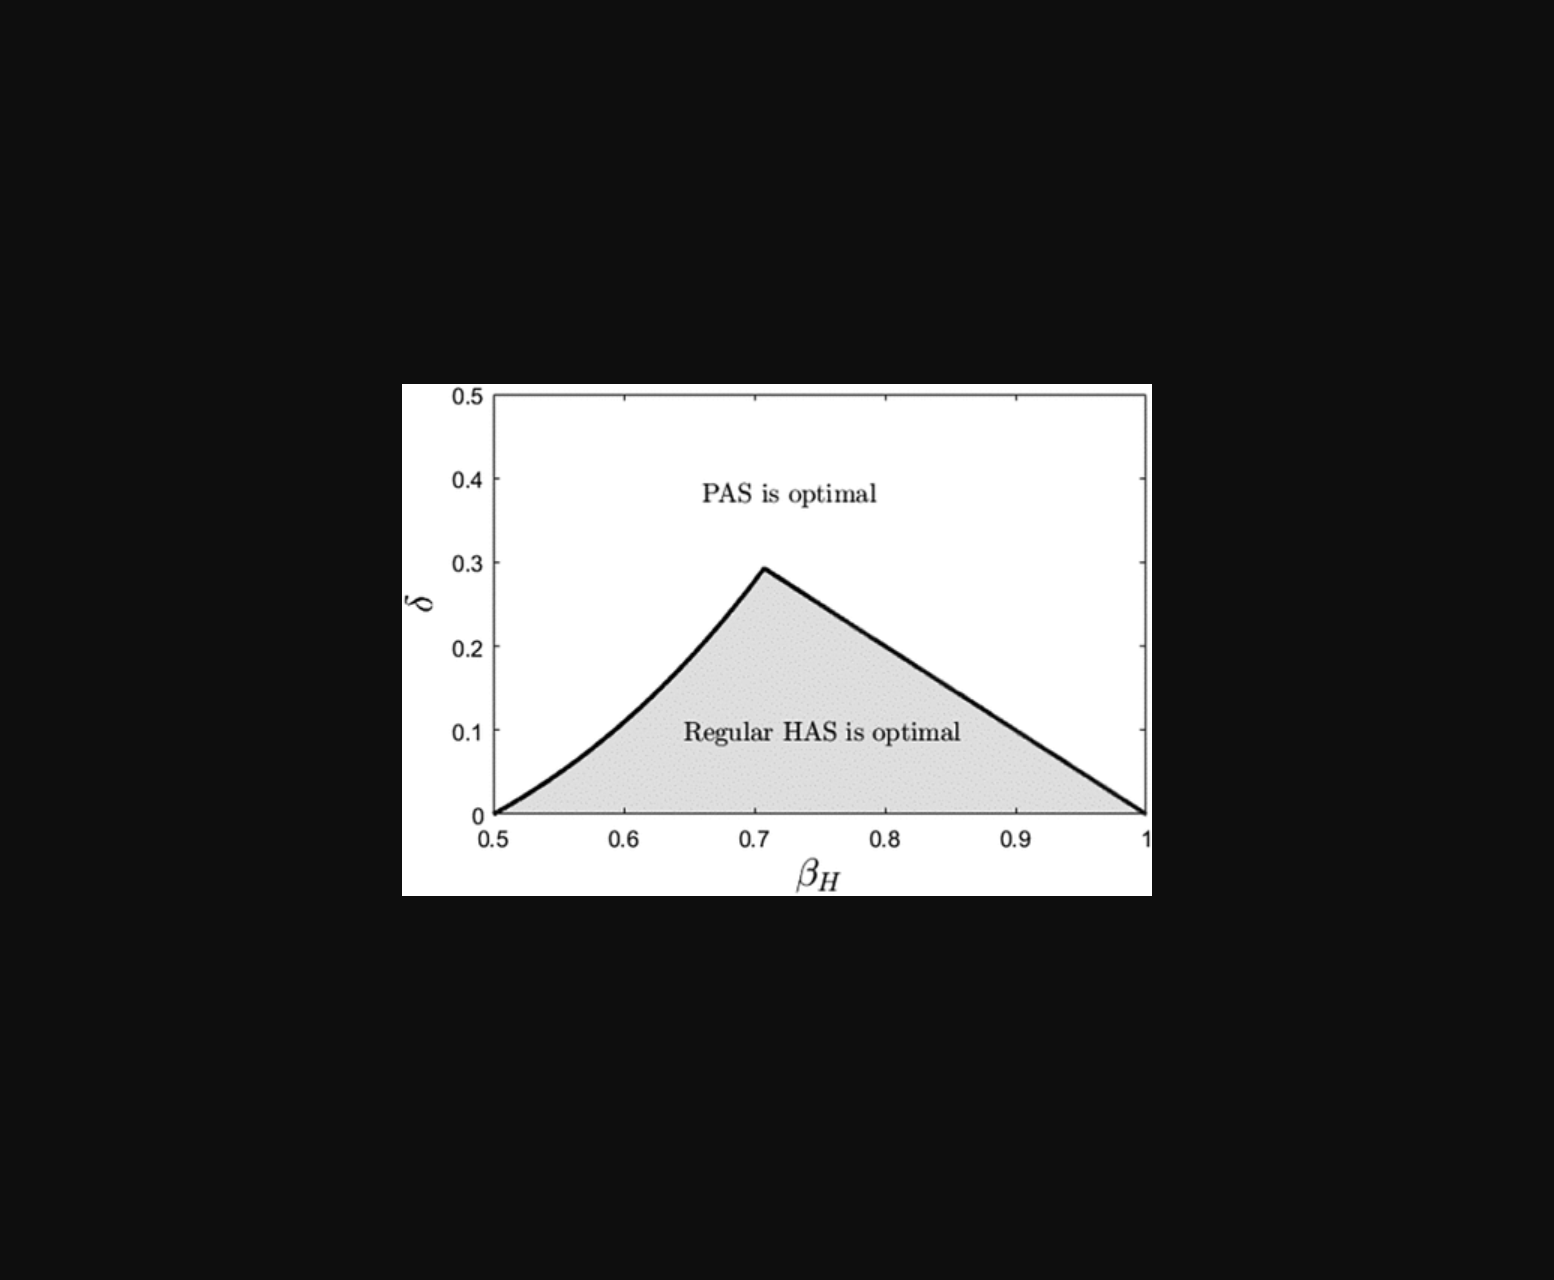 0.5
0.4
PAS is optimal
0.3
δ
0.2
0.1
Regular HAS is optimal
0
0.5 0.6 0.7 0.8 0.9 1
β_H